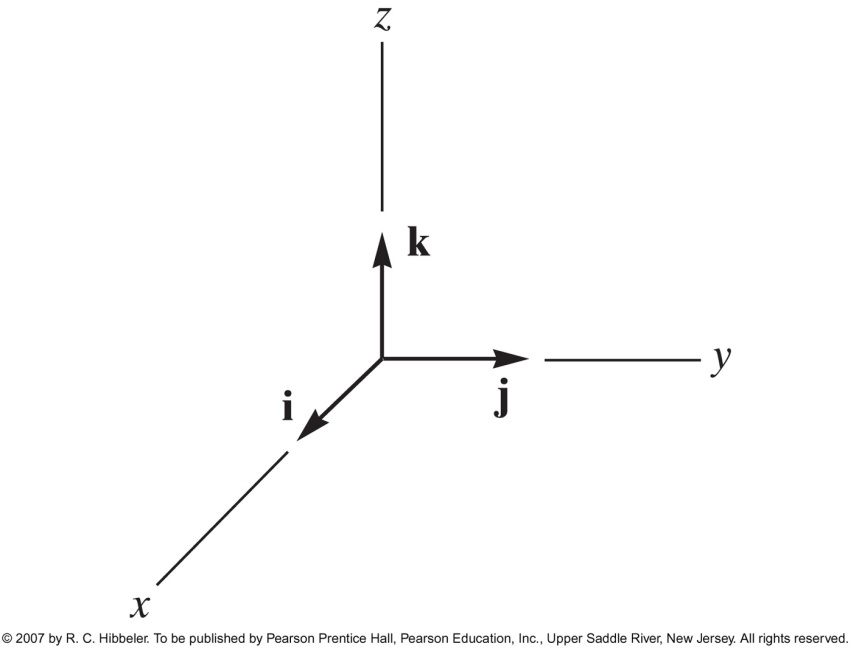 z
k
y
i
j
x
© 2007 by R. C. Hibbeler. To be published by Pearson Prentice Hall, Pearson Education, Inc., Upper Saddle River, New Jersey. All rights reserved.